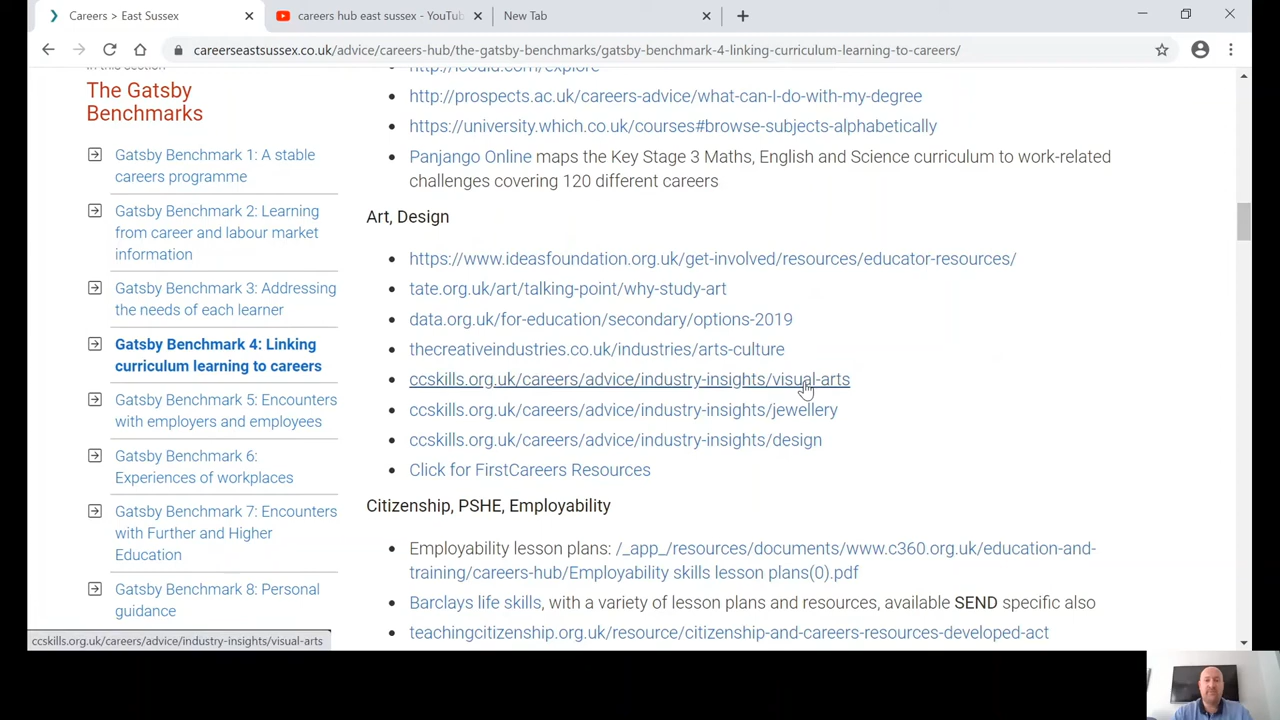 Careers > East Sussex
careers hub east sussex - YouTub
New Tab
careerseastsussex.co.uk/advice/careers-hub/the-gatsby-benchmarks/gatsby-benchmark-4-linking-curriculum-learning-to-careers/
The Gatsby
Benchmarks
Gatsby Benchmark 1: A stable
careers programme
Gatsby Benchmark 2: Learning
from career and labour market
information
Gatsby Benchmark 3: Addressing
the needs of each learner
Gatsby Benchmark 4: Linking
curriculum learning to careers
Gatsby Benchmark 5: Encounters
with employers and employees
Gatsby Benchmark 6:
Experiences of workplaces
Gatsby Benchmark 7: Encounters
with Further and Higher
Education
Gatsby Benchmark 8: Personal
guidance
http://prospects.ac.uk/careers-advice/what-can-I-do-with-my-degree
https://university.which.co.uk/courses#browse-subjects-alphabetically
Panjango Online maps the Key Stage 3 Maths, English and Science curriculum to work-related
challenges covering 120 different careers
Art, Design
https://www.ideasfoundation.org.uk/get-involved/resources/educator-resources/
tate.org.uk/art/talking-point/why-study-art
data.org.uk/for-education/secondary/options-2019
thecreativeindustries.co.uk/industries/arts-culture
ccskills.org.uk/careers/advice/industry-insights/visual-arts
ccskills.org.uk/careers/advice/industry-insights/jewellery
ccskills.org.uk/careers/advice/industry-insights/design
Click for FirstCareers Resources
Citizenship, PSHE, Employability
Employability lesson plans: /_app_/resources/documents/www.c360.org.uk/education-and-
training/careers-hub/Employability skills lesson plans(0).pdf
Barclays life skills, with a variety of lesson plans and resources, available SEND specific also
teachingcitizenship.org.uk/resource/citizenship-and-careers-resources-developed-act
ccskills.org.uk/careers/advice/industry-insights/visual-arts